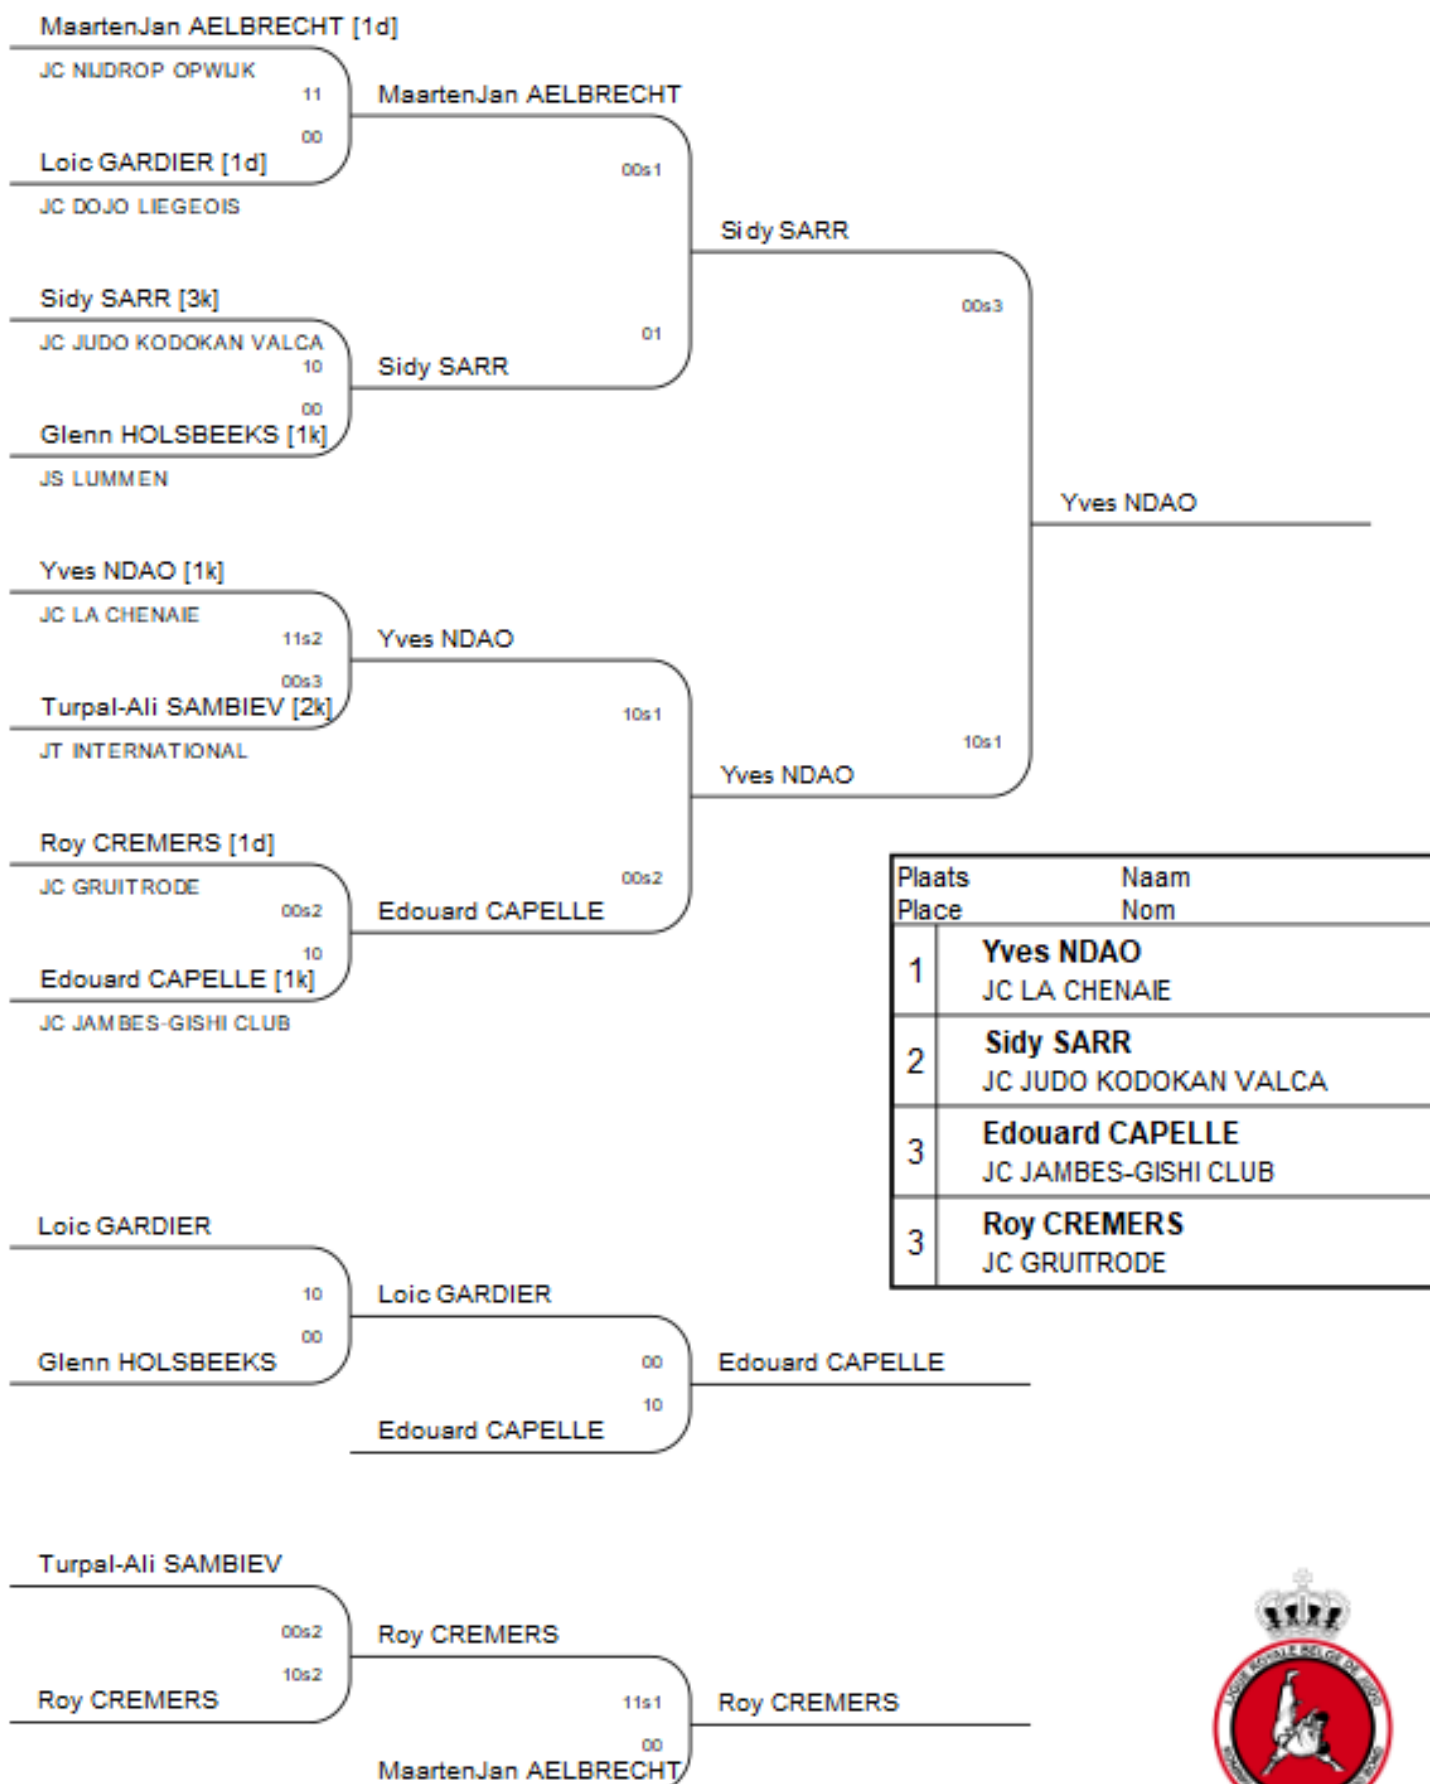 MaartenJan AELBRECHT [1d]
JC NIJDROP OPWIJK
11
MaartenJan AELBRECHT
00
Loic GARDIER [1d]
00s1
JC DOJO LIEGEOIS
Sidy SARR
Sidy SARR [3k]
00s3
JC JUDO KODOKAN VALCA
01
10
Sidy SARR
00
Glenn HOLSBEEKS [1k]
JS LUMMEN
Yves NDAO
Yves NDAO [1k]
JC LA CHENAIE
11s2
Yves NDAO
00s3
Turpal-Ali SAMBIEV [2k]
10s1
JT INTERNATIONAL
10s1
Yves NDAO
Roy CREMERS [1d]
JC GRUITRODE
00s2
00s2
Edouard CAPELLE
10
Edouard CAPELLE [1k]
JC JAMBES-GISHI CLUB
Plaats Naam
Place Nom
1 Yves NDAO
JC LA CHENAIE
2 Sidy SARR
JC JUDO KODOKAN VALCA
3 Edouard CAPELLE
JC JAMBES-GISHI CLUB
3 Roy CREMERS
JC GRUITRODE
Loic GARDIER
10
Loic GARDIER
00
Glenn HOLSBEEKS
00
Edouard CAPELLE
10
Edouard CAPELLE
Turpal-Ali SAMBIEV
00s2
Roy CREMERS
10s2
Roy CREMERS
11s1
Roy CREMERS
00
MaartenJan AELBRECHT
LIGUE ROYALE BELGE DE JUDO